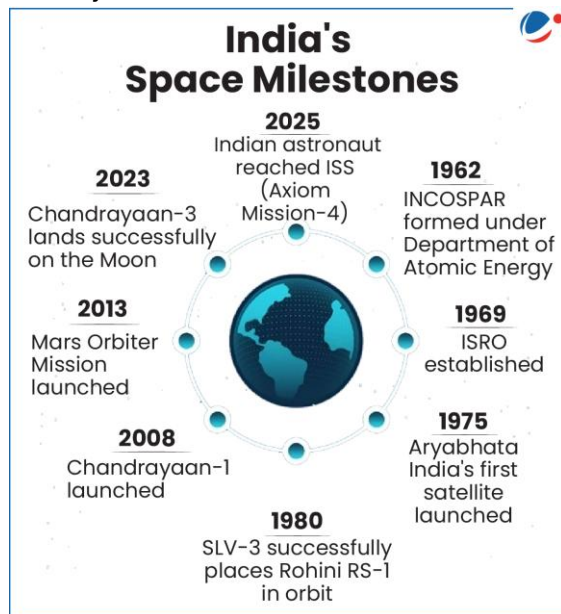 India's
Space Milestones
2025
Indian astronaut
reached ISS
(Axiom
Mission-4)
1962
INCOSPAR
formed under
Department of
Atomic Energy
1969
ISRO
established
1975
Aryabhata
India's first
satellite
launched
1980
SLV-3 successfully
places Rohini RS-1
in orbit
2008
Chandrayaan-1
launched
2013
Mars Orbiter
Mission
launched
2023
Chandrayaan-3
lands successfully
on the Moon